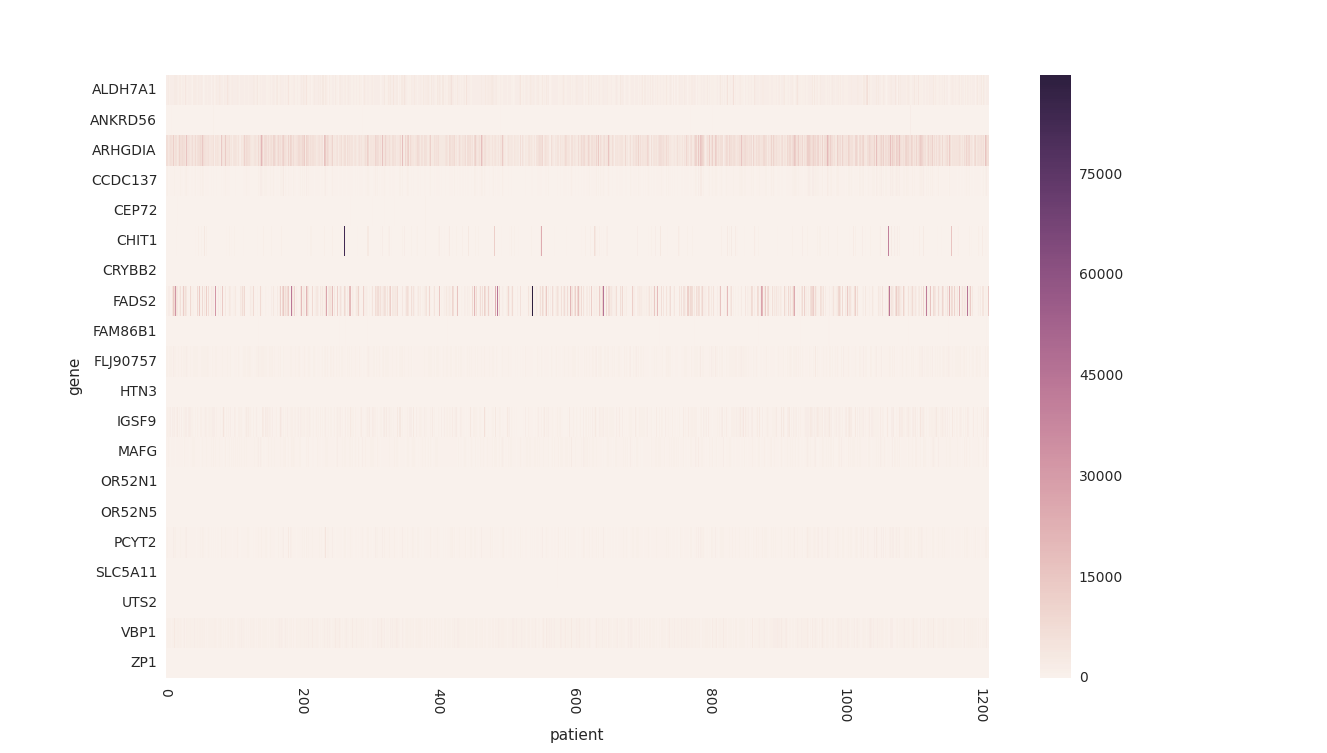 ALDH7A1
ANKRD56
ARHGDIA
CCDC137
CEP72
CHIT1
CRYBB2
FADS2
FAM86B1
FLJ90757
HTN3
IGSF9
MAFG
OR52N1
OR52N5
PCYT2
SLC5A11
UTS2
VBP1
ZP1
gene
0
200
400
600
800
1000
1200
patient
75000
60000
45000
30000
15000
0